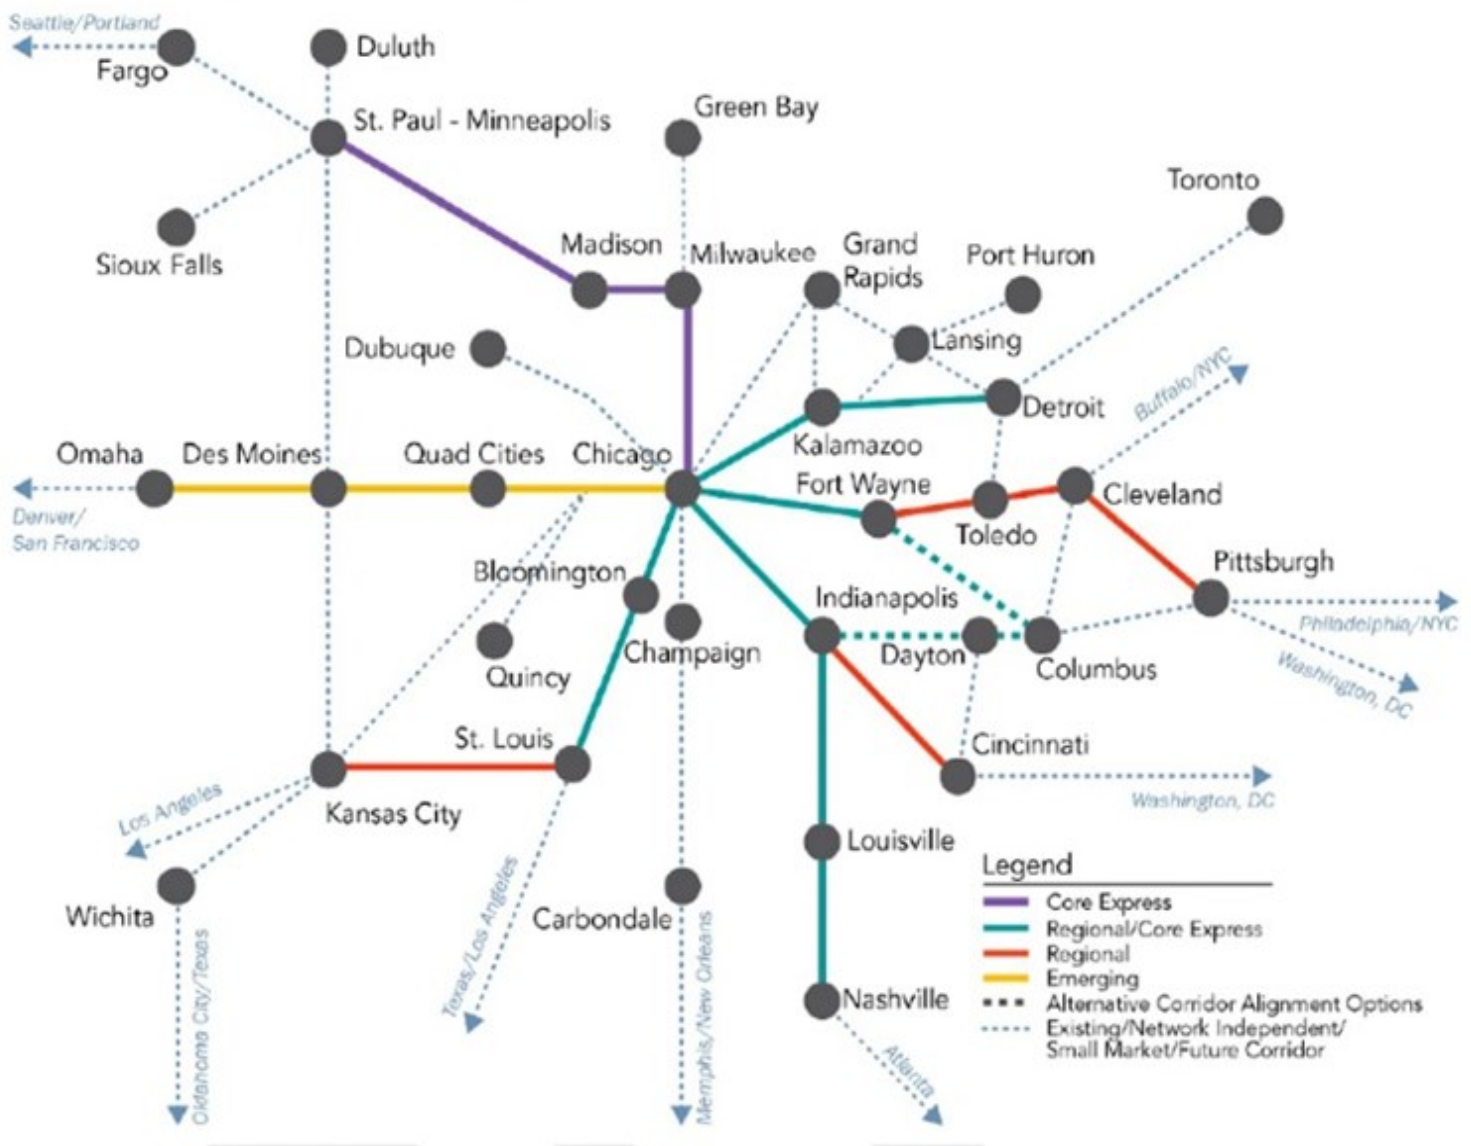 Seattle/Portland
Fargo
Duluth
St. Paul - Minneapolis
Green Bay
Toronto
Sioux Falls
Madison
Milwaukee
Grand
Rapids
Port Huron
Dubuque
Lansing
Buffalo/NYC
Detroit
Kalamazoo
Omaha
Des Moines
Quad Cities
Chicago
Fort Wayne
Cleveland
Denver/
San Francisco
Toledo
Pittsburgh
Bloomington
Indianapolis
Philadelphia/NYC
Champaign
Dayton
Columbus
Quincy
Washington, DC
St. Louis
Cincinnati
Los Angeles
Kansas City
Washington, DC
Louisville
Wichita
Carbondale
Oklahoma City/Texas
Texas/Los Angeles
Memphis/New Orleans
Nashville
Atlanta
Legend
Core Express
Regional/Core Express
Regional
Emerging
Alternative Corridor Alignment Options
Existing/Network Independent/
Small Market/Future Corridor